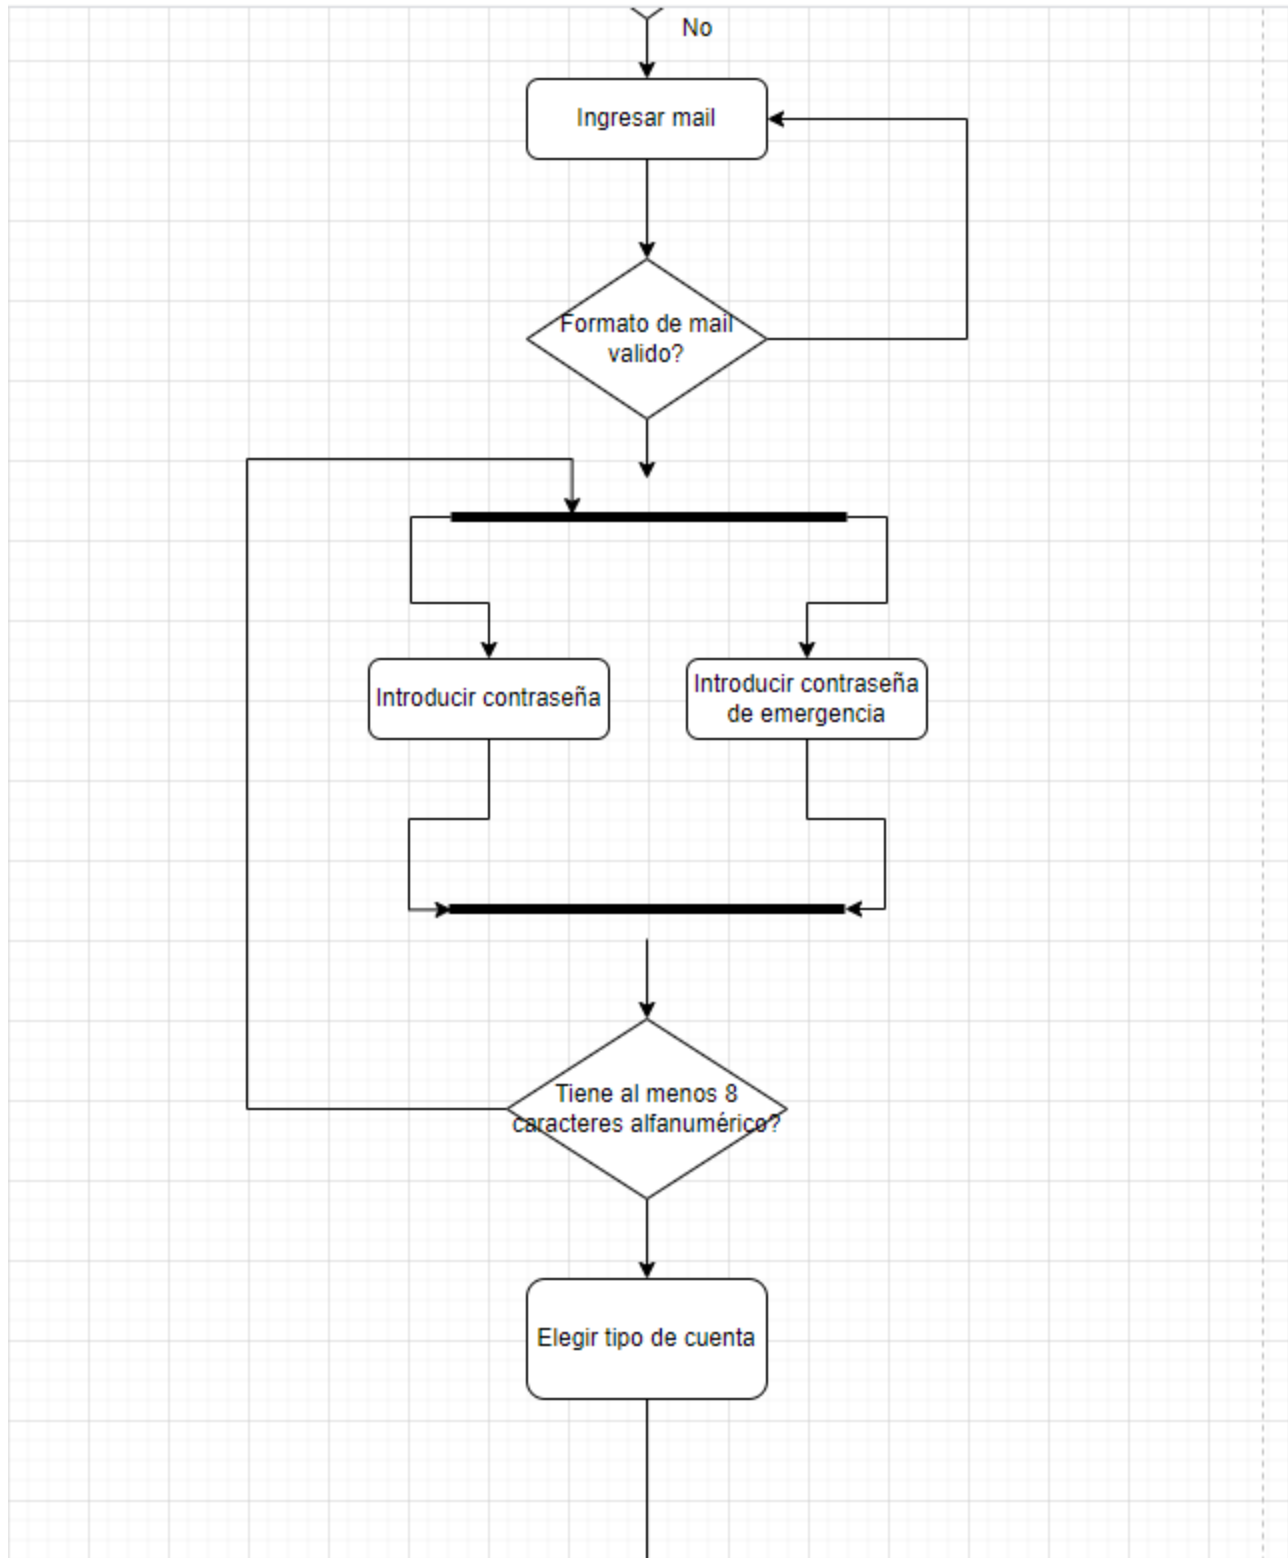 No
Ingresar mail
Formato de mail
valido?
Introducir contraseña
Introducir contraseña
de emergencia
Tiene al menos 8
caracteres alfanumérico?
Elegir tipo de cuenta